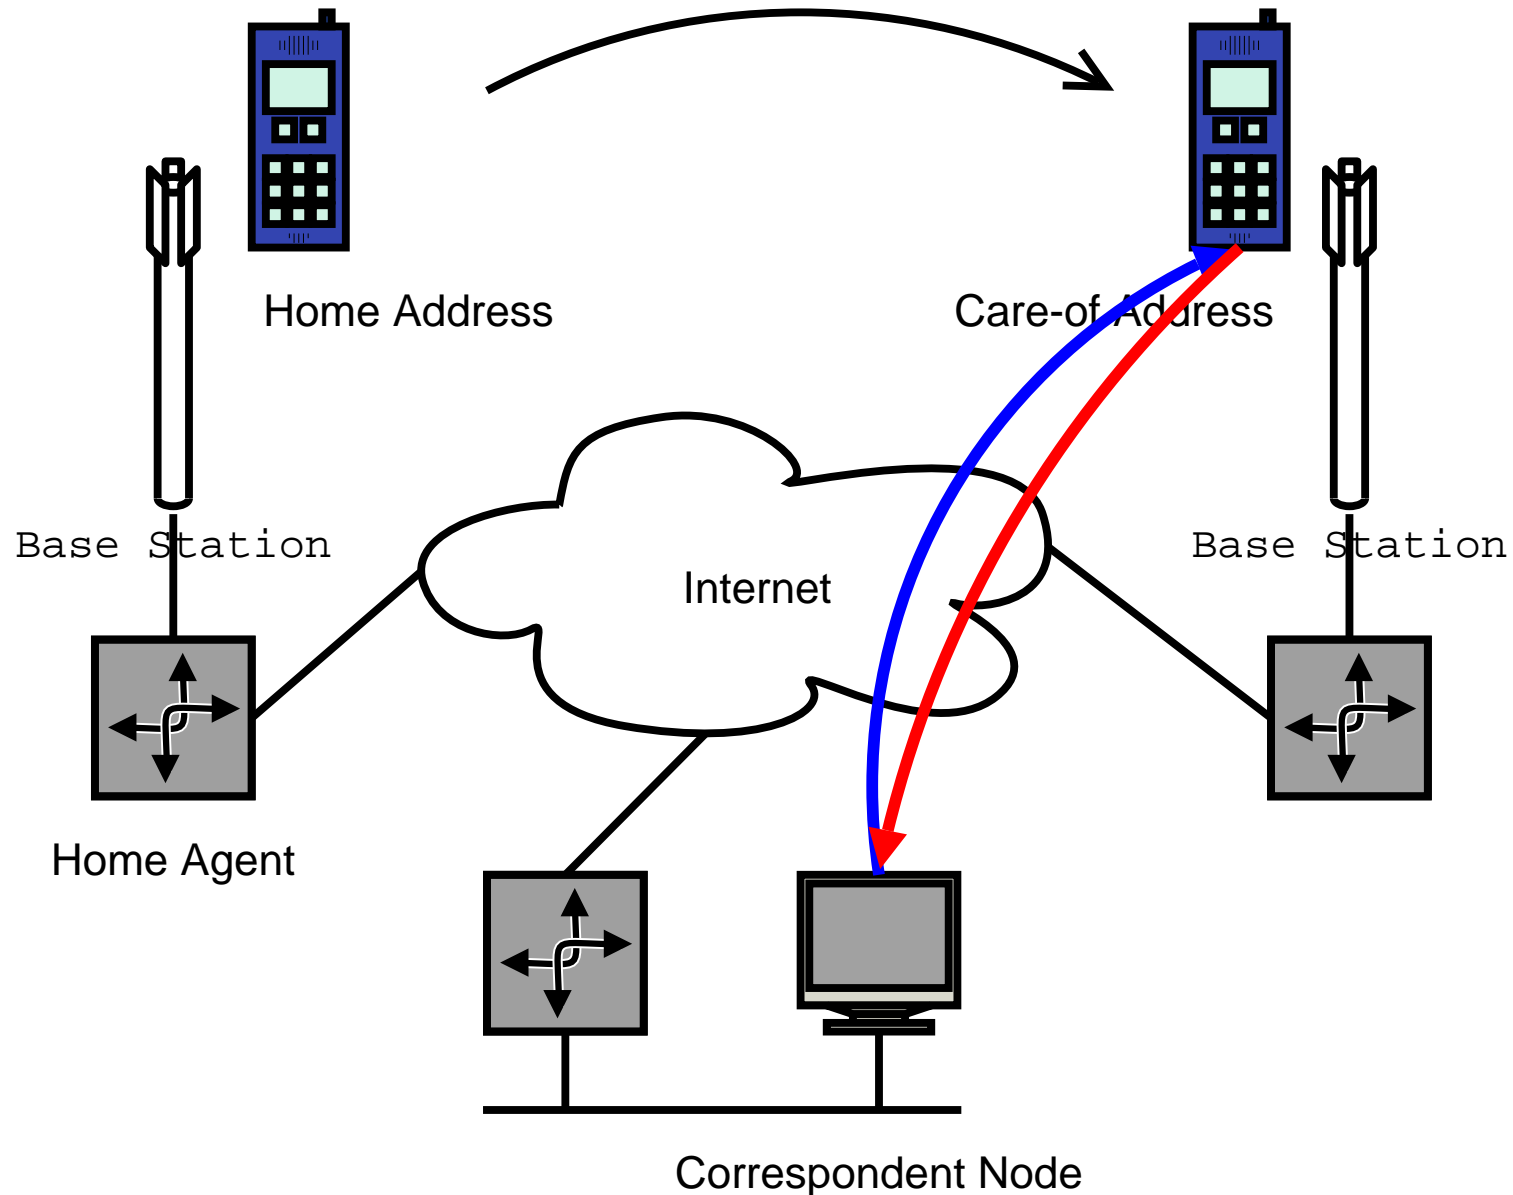 Home Address
Care-of Address
Base Station
Internet
Base Station
Home Agent
Correspondent Node